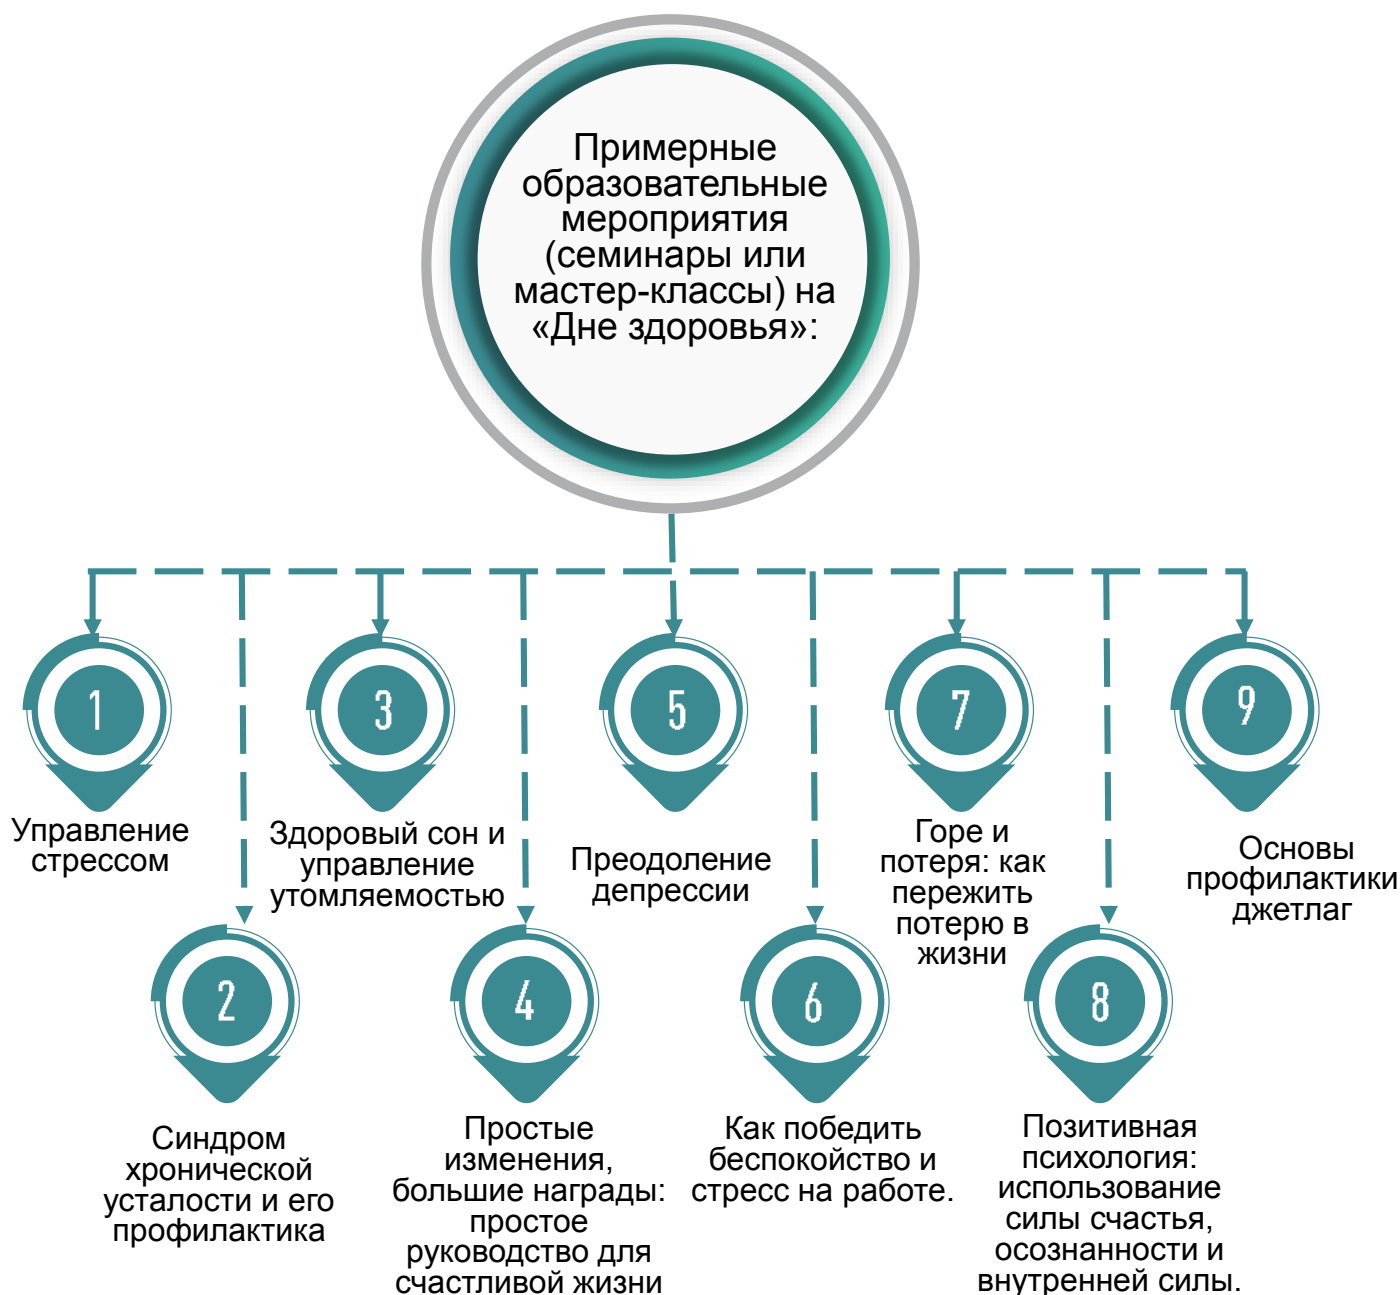 Примерные
образовательные
мероприятия
(семинары или
мастер-классы) на
«Дне здоровья»:
1
Управление
стрессом
2
Синдром
хронической
усталости и его
профилактика
3
Здоровый сон и
управление
утомляемостью
4
Простые
изменения,
большие награды:
простое
руководство для
счастливой жизни
5
Преодоление
депрессии
6
Как победить
беспокойство и
стресс на работе.
7
Горе и
потеря: как
пережить
потерю в
жизни
8
Позитивная
психология:
использование
силы счастья,
осознанности и
внутренней силы.
9
Основы
профилактики
джетлаг